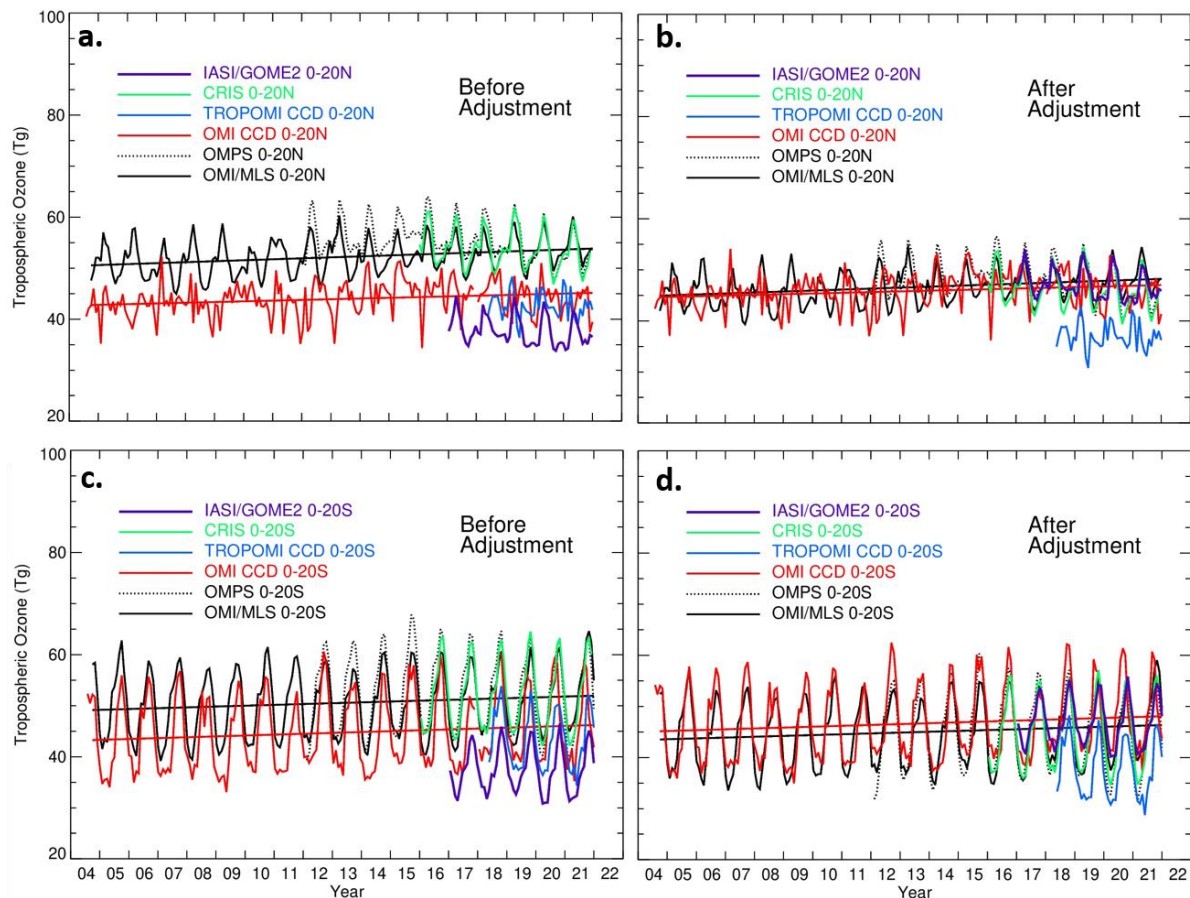 a.
100
80
60
40
20
Tropospheric Ozone (Tg)
IASI/GOME2 0-20N
CRIS 0-20N
TROPOMI CCD 0-20N
OMI CCD 0-20N
OMPS 0-20N
OMI/MLS 0-20N
Before
Adjustment
b.
IASI/GOME2 0-20N
CRIS 0-20N
TROPOMI CCD 0-20N
OMI CCD 0-20N
OMPS 0-20N
OMI/MLS 0-20N
After
Adjustment
c.
100
80
60
40
20
Tropospheric Ozone (Tg)
IASI/GOME2 0-20S
CRIS 0-20S
TROPOMI CCD 0-20S
OMI CCD 0-20S
OMPS 0-20S
OMI/MLS 0-20S
Before
Adjustment
04 05 06 07 08 09 10 11 12 13 14 15 16 17 18 19 20 21 22
Year
d.
IASI/GOME2 0-20S
CRIS 0-20S
TROPOMI CCD 0-20S
OMI CCD 0-20S
OMPS 0-20S
OMI/MLS 0-20S
After
Adjustment
04 05 06 07 08 09 10 11 12 13 14 15 16 17 18 19 20 21 22
Year